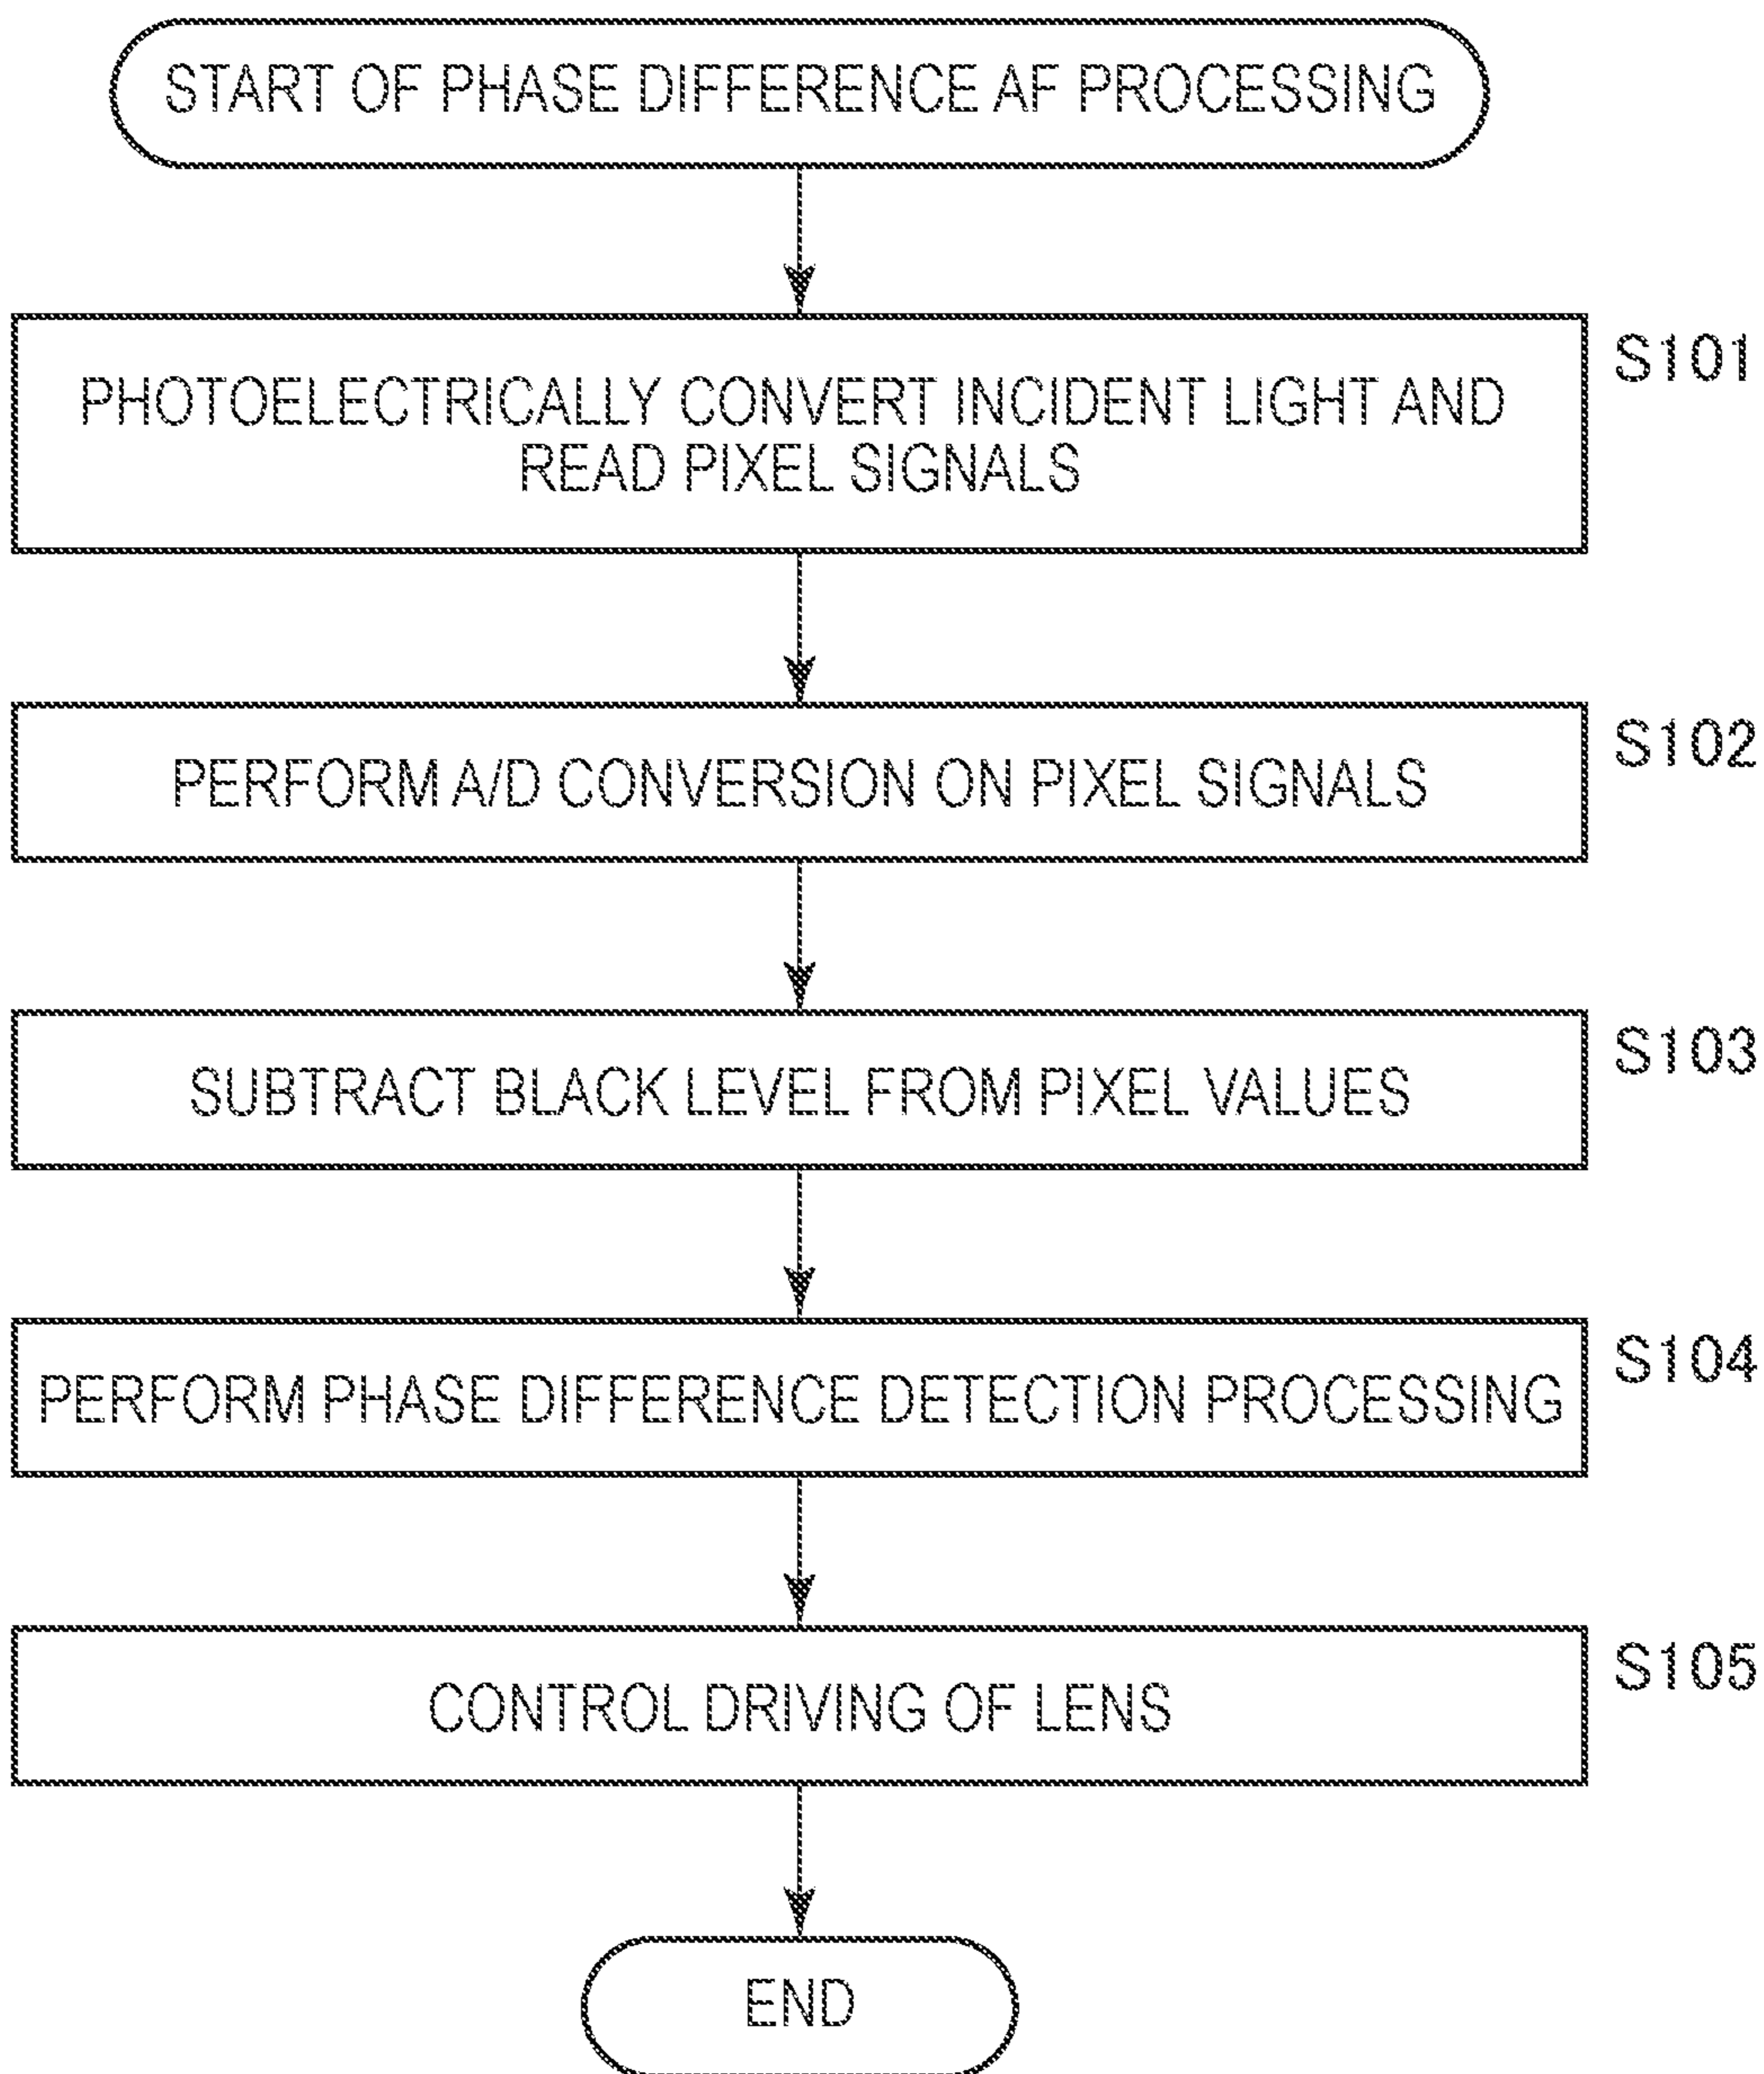 START OF PHASE DIFFERENCE AF PROCESSING
S101
PHOTOELECTRICALLY CONVERT INCIDENT LIGHT AND
READ PIXEL SIGNALS
S102
PERFORM A/D CONVERSION ON PIXEL SIGNALS
S103
SUBTRACT BLACK LEVEL FROM PIXEL VALUES
S104
PERFORM PHASE DIFFERENCE DETECTION PROCESSING
S105
CONTROL DRIVING OF LENS
END